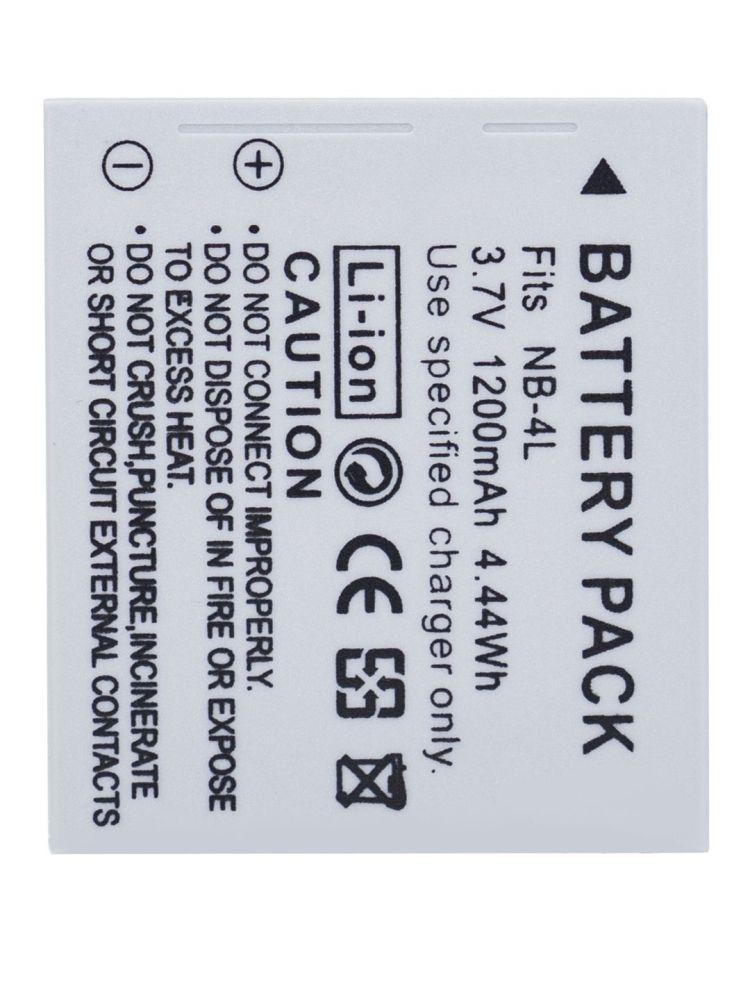 BATTERY PACK
Fits NB-4L
3.7V 1200mAh 4.44Wh
Use specified charger only.
Li-ion CE
CAUTION
• DO NOT CONNECT IMPROPERLY.
• DO NOT DISPOSE OF IN FIRE OR EXPOSE
TO EXCESS HEAT.
• DO NOT CRUSH,PUNCTURE,INCINERATE
OR SHORT CIRCUIT EXTERNAL CONTACTS
+
-